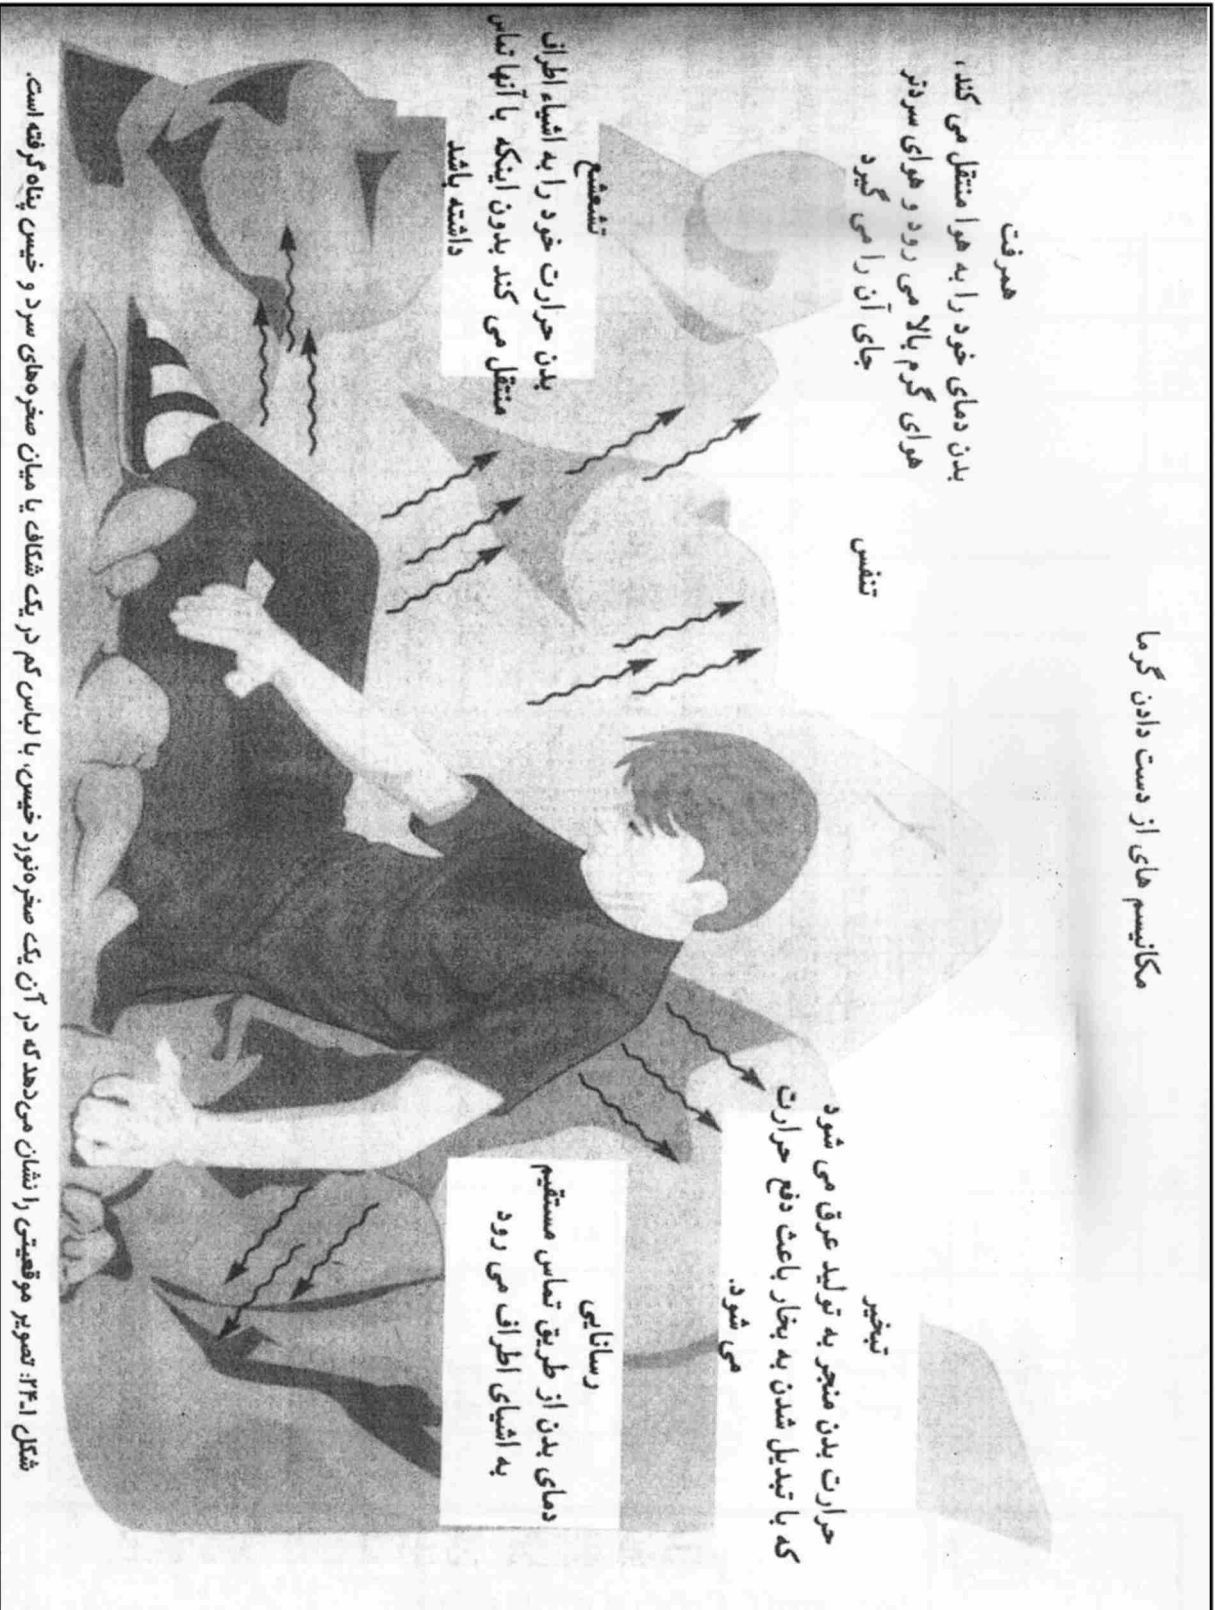 مکانیسم های از دست دادن گرما
همرفت
بدن دمای خود را به هوا منتقل می کند ،
هوای گرم بالا می رود و هوای سردتر
جای آن را می گیرد
تنفس
تبخیر
حرارت بدن منجر به تولید عرق می شود
که با تبدیل شدن به بخار باعث دفع حرارت
می شود.
تشعشع
بدن حرارت خود را به اشیاء اطراف
منتقل می کند بدون اینکه با آنها تماس
داشته باشد
رسانایی
دمای بدن از طریق تماس مستقیم
به اشیای اطراف می رود
شکل ۱ـ۲۴: تصویر موقعیتی را نشان می‌دهد که در آن یک صخره‌نورد خیس، با لباس کم در یک شکاف یا میان صخره‌های سرد و خیس پناه گرفته است.